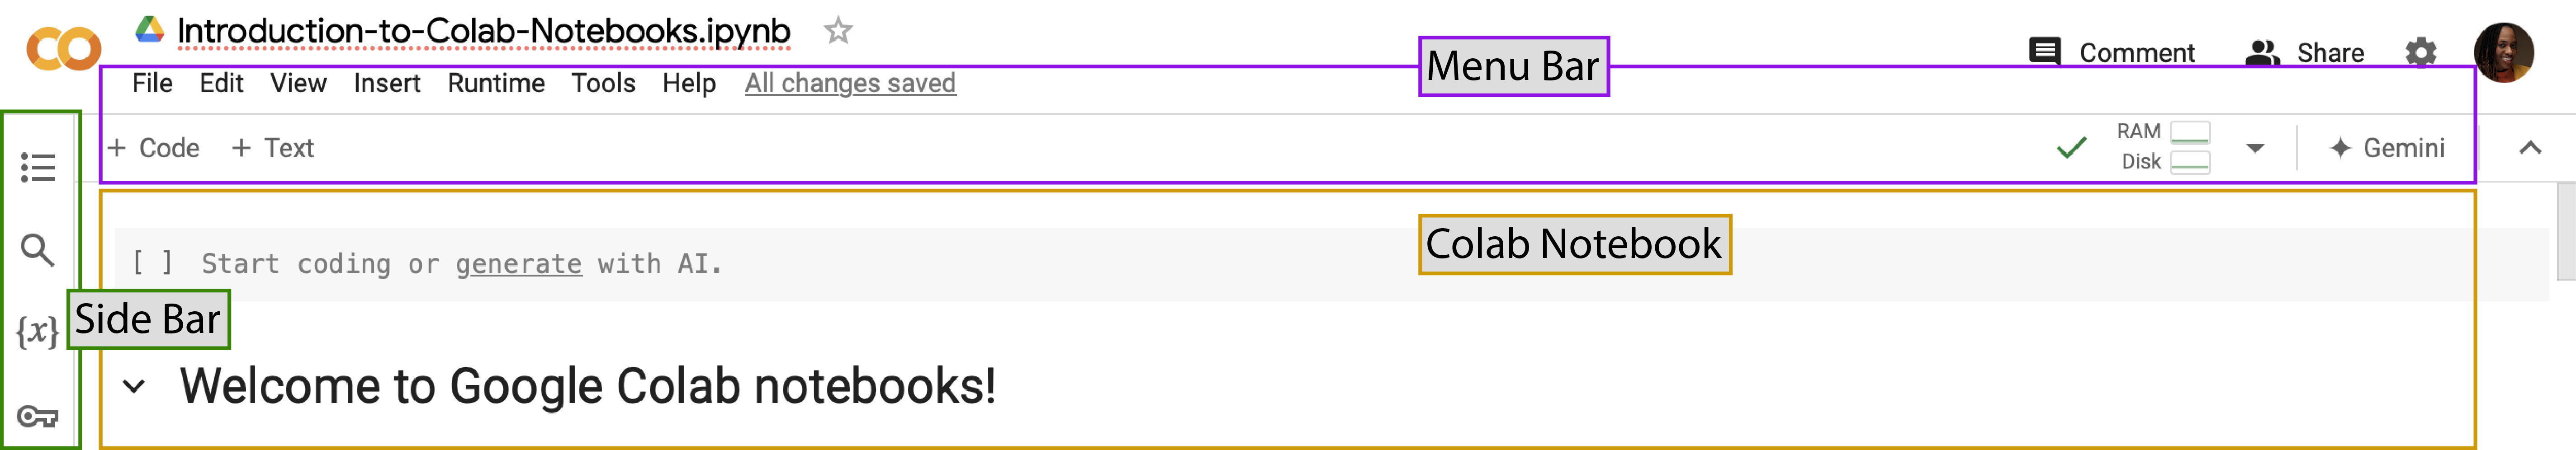 Introduction-to-Colab-Notebooks.ipynb
Comment Share
Menu Bar
File Edit View Insert Runtime Tools Help All changes saved
+ Code + Text
RAM
Disk
Gemini
Colab Notebook
[ ] Start coding or generate with AI.
Side Bar
{x}
Welcome to Google Colab notebooks!